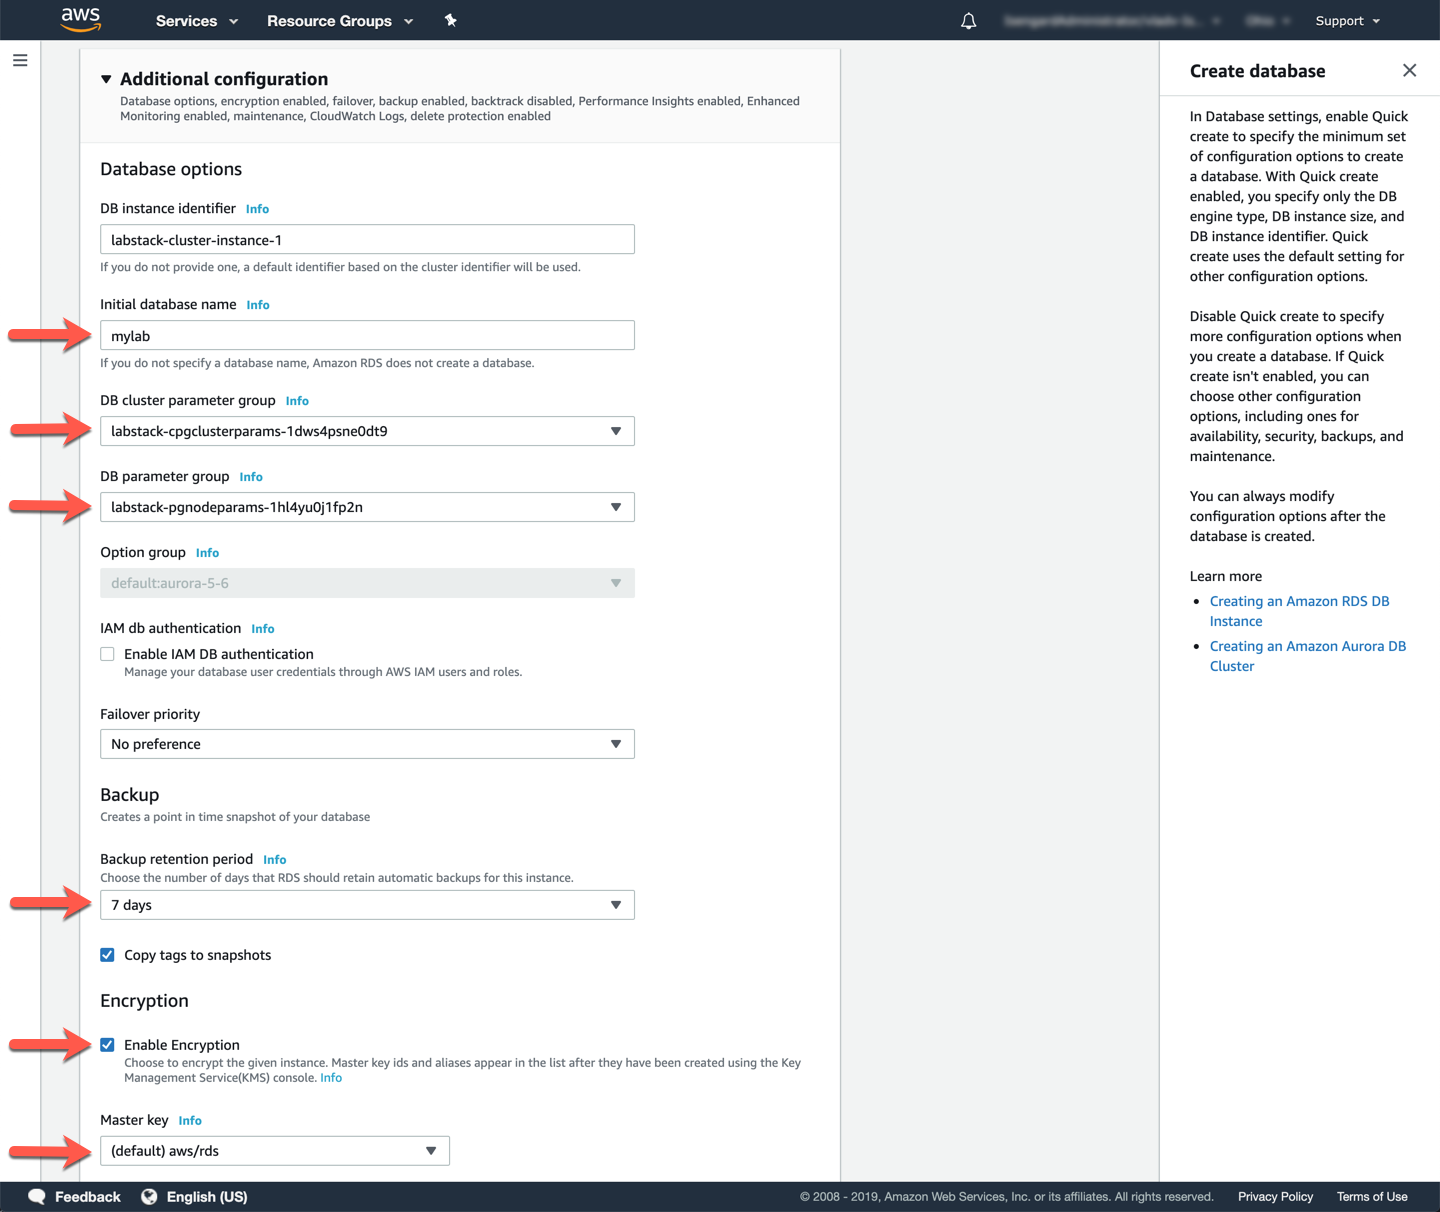 aws
Services
Resource Groups
Support
Additional configuration
Database options, encryption enabled, failover, backup enabled, backtrack disabled, Performance Insights enabled, Enhanced
Monitoring enabled, maintenance, CloudWatch Logs, delete protection enabled
Database options
DB instance identifier Info
labstack-cluster-instance-1
If you do not provide one, a default identifier based on the cluster identifier will be used.
Initial database name Info
mylab
If you do not specify a database name, Amazon RDS does not create a database.
DB cluster parameter group Info
labstack-cpgclusterparams-1dws4psne0dt9
DB parameter group Info
labstack-pgnodeparams-1hl4yu0j1fp2n
Option group Info
default:aurora-5-6
IAM db authentication Info
Enable IAM DB authentication
Manage your database user credentials through AWS IAM users and roles.
Failover priority
No preference
Backup
Creates a point in time snapshot of your database
Backup retention period Info
Choose the number of days that RDS should retain automatic backups for this instance.
7 days
Copy tags to snapshots
Encryption
Enable Encryption
Choose to encrypt the given instance. Master key ids and aliases appear in the list after they have been created using the Key
Management Service(KMS) console. Info
Master key Info
(default) aws/rds
Create database
In Database settings, enable Quick
create to specify the minimum set
of configuration options to create
a database. With Quick create
enabled, you specify only the DB
engine type, DB instance size, and
DB instance identifier. Quick
create uses the default setting for
other configuration options.
Disable Quick create to specify
more configuration options when
you create a database. If Quick
create isn't enabled, you can
choose other configuration
options, including ones for
availability, security, backups, and
maintenance.
You can always modify
configuration options after the
database is created.
Learn more
• Creating an Amazon RDS DB
Instance
• Creating an Amazon Aurora DB
Cluster
Feedback
English (US)
© 2008 - 2019, Amazon Web Services, Inc. or its affiliates. All rights reserved.
Privacy Policy
Terms of Use